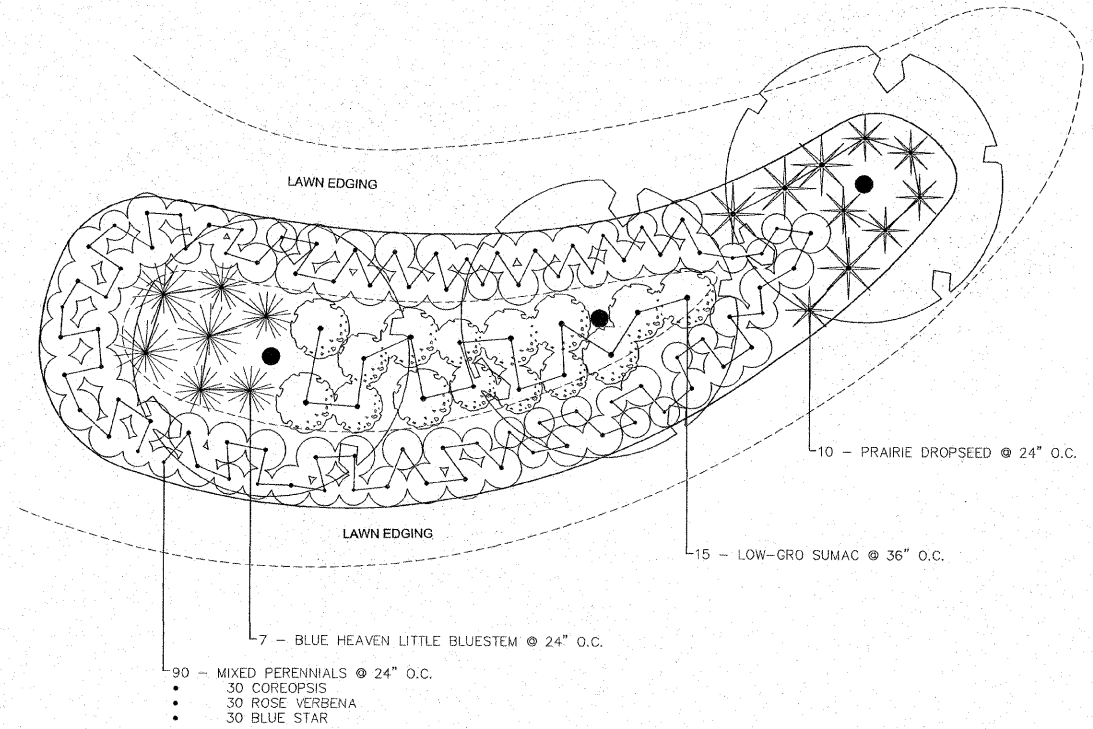 LAWN EDGING
10 – PRAIRIE DROPSEED @ 24" O.C.
LAWN EDGING
15 – LOW-GRO SUMAC @ 36" O.C.
7 – BLUE HEAVEN LITTLE BLUESTEM @ 24" O.C.
90 – MIXED PERENNIALS @ 24" O.C.
• 30 COREOPSIS
• 30 ROSE VERBENA
• 30 BLUE STAR